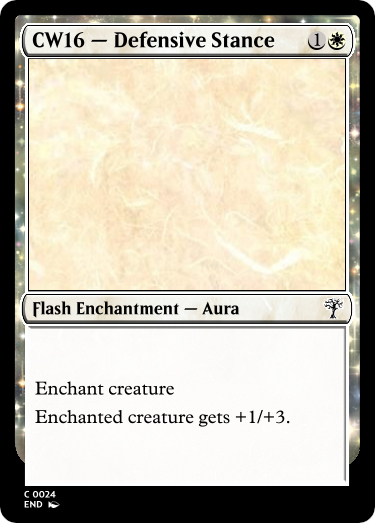 CW16 — Defensive Stance 1
Flash Enchantment — Aura
Enchant creature
Enchanted creature gets +1/+3.
C 0024
END